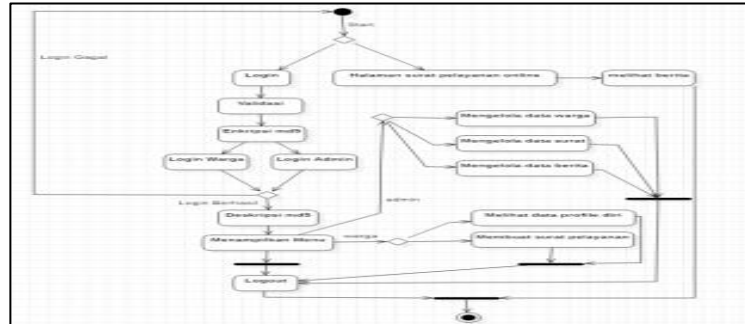 Start
Login Gagal
Login
Halaman surat pelayanan online
melihat berita
Validasi
Enkripsi md5
Mengelola data warga
Mengelola data surat
Login Warga
Login Admin
Mengelola data berita
Login Berhasil
admin
Deskripsi md5
Melihat data profile diri
Menampilkan Menu
warga
Membuat surat pelayanan
Logout